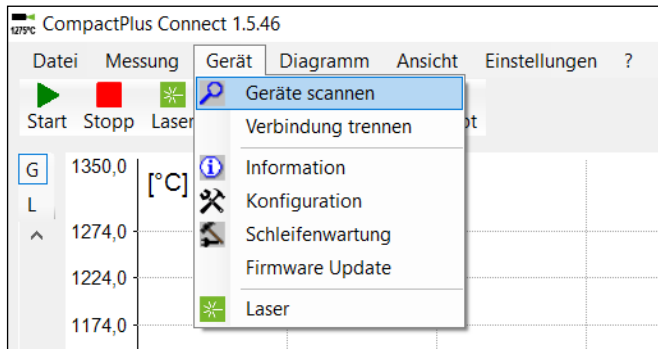 1275°C CompactPlus Connect 1.5.46
Datei Messung Gerät Diagramm Ansicht Einstellungen ?
Start Stopp Laser
Geräte scannen
Verbindung trennen
Information
Konfiguration
Schleifenwartung
Firmware Update
Laser
G
L
1350,0
[°C]
1274,0
1224,0
1174,0